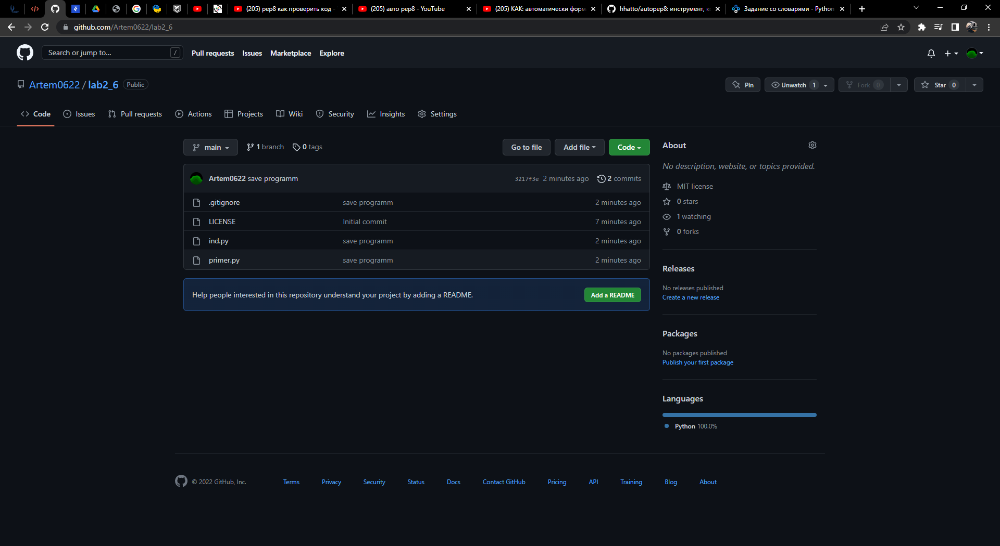 (205) pep8 как проверить код -
(205) авто pep8 - YouTube
(205) КАК: автоматически форм
hhatto/autopep8: инструмент, к
Задание со словарями - Python
github.com/Artem0622/lab2_6
Search or jump to... /
Pull requests Issues Marketplace Explore
Artem0622 / lab2_6 Public
Pin Unwatch 1 Fork 0 Star 0
Code Issues Pull requests Actions Projects Wiki Security Insights Settings
main 1 branch 0 tags Go to file Add file Code
Artem0622 save programm 3217f3e 2 minutes ago 2 commits
.gitignore save programm 2 minutes ago
LICENSE Initial commit 7 minutes ago
ind.py save programm 2 minutes ago
primer.py save programm 2 minutes ago
Help people interested in this repository understand your project by adding a README. Add a README
About
No description, website, or topics provided.
MIT license
0 stars
1 watching
0 forks
Releases
No releases published
Create a new release
Packages
No packages published
Publish your first package
Languages
Python 100.0%
© 2022 GitHub, Inc. Terms Privacy Security Status Docs Contact GitHub Pricing API Training Blog About